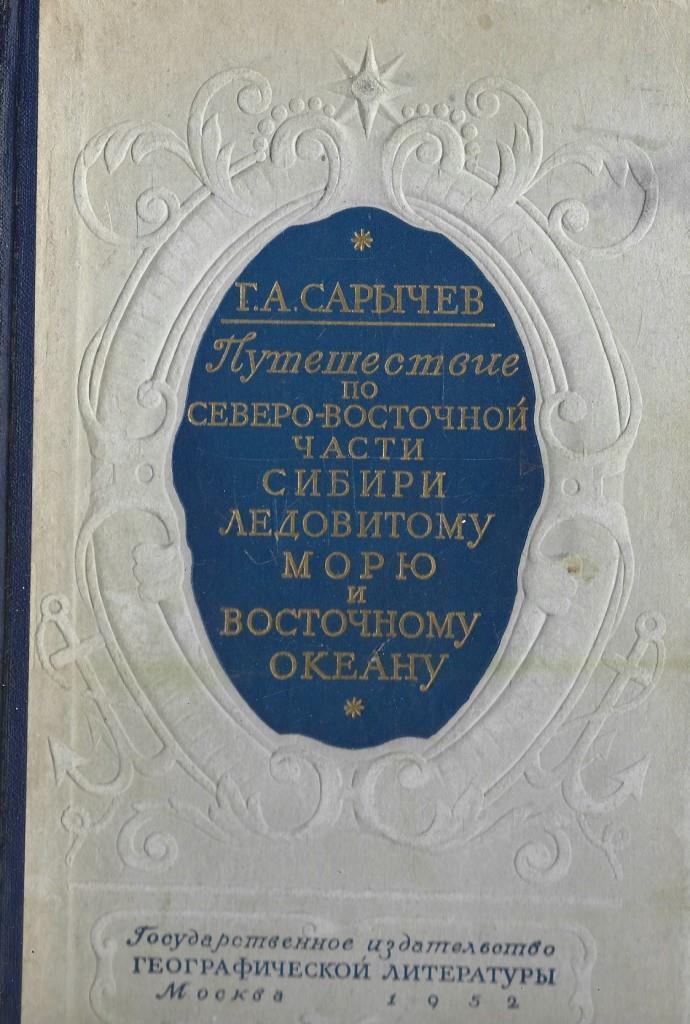 Г.А.САРЫЧЕВ
Путешествие
ПО
СЕВЕРО-ВОСТОЧНОЙ
ЧАСТИ
СИБИРИ
ЛЕДОВИТОМУ
МОРЮ
И
ВОСТОЧНОМУ
ОКЕАНУ
Государственное издательство
ГЕОГРАФИЧЕСКОЙ ЛИТЕРАТУРЫ
Москва 1952